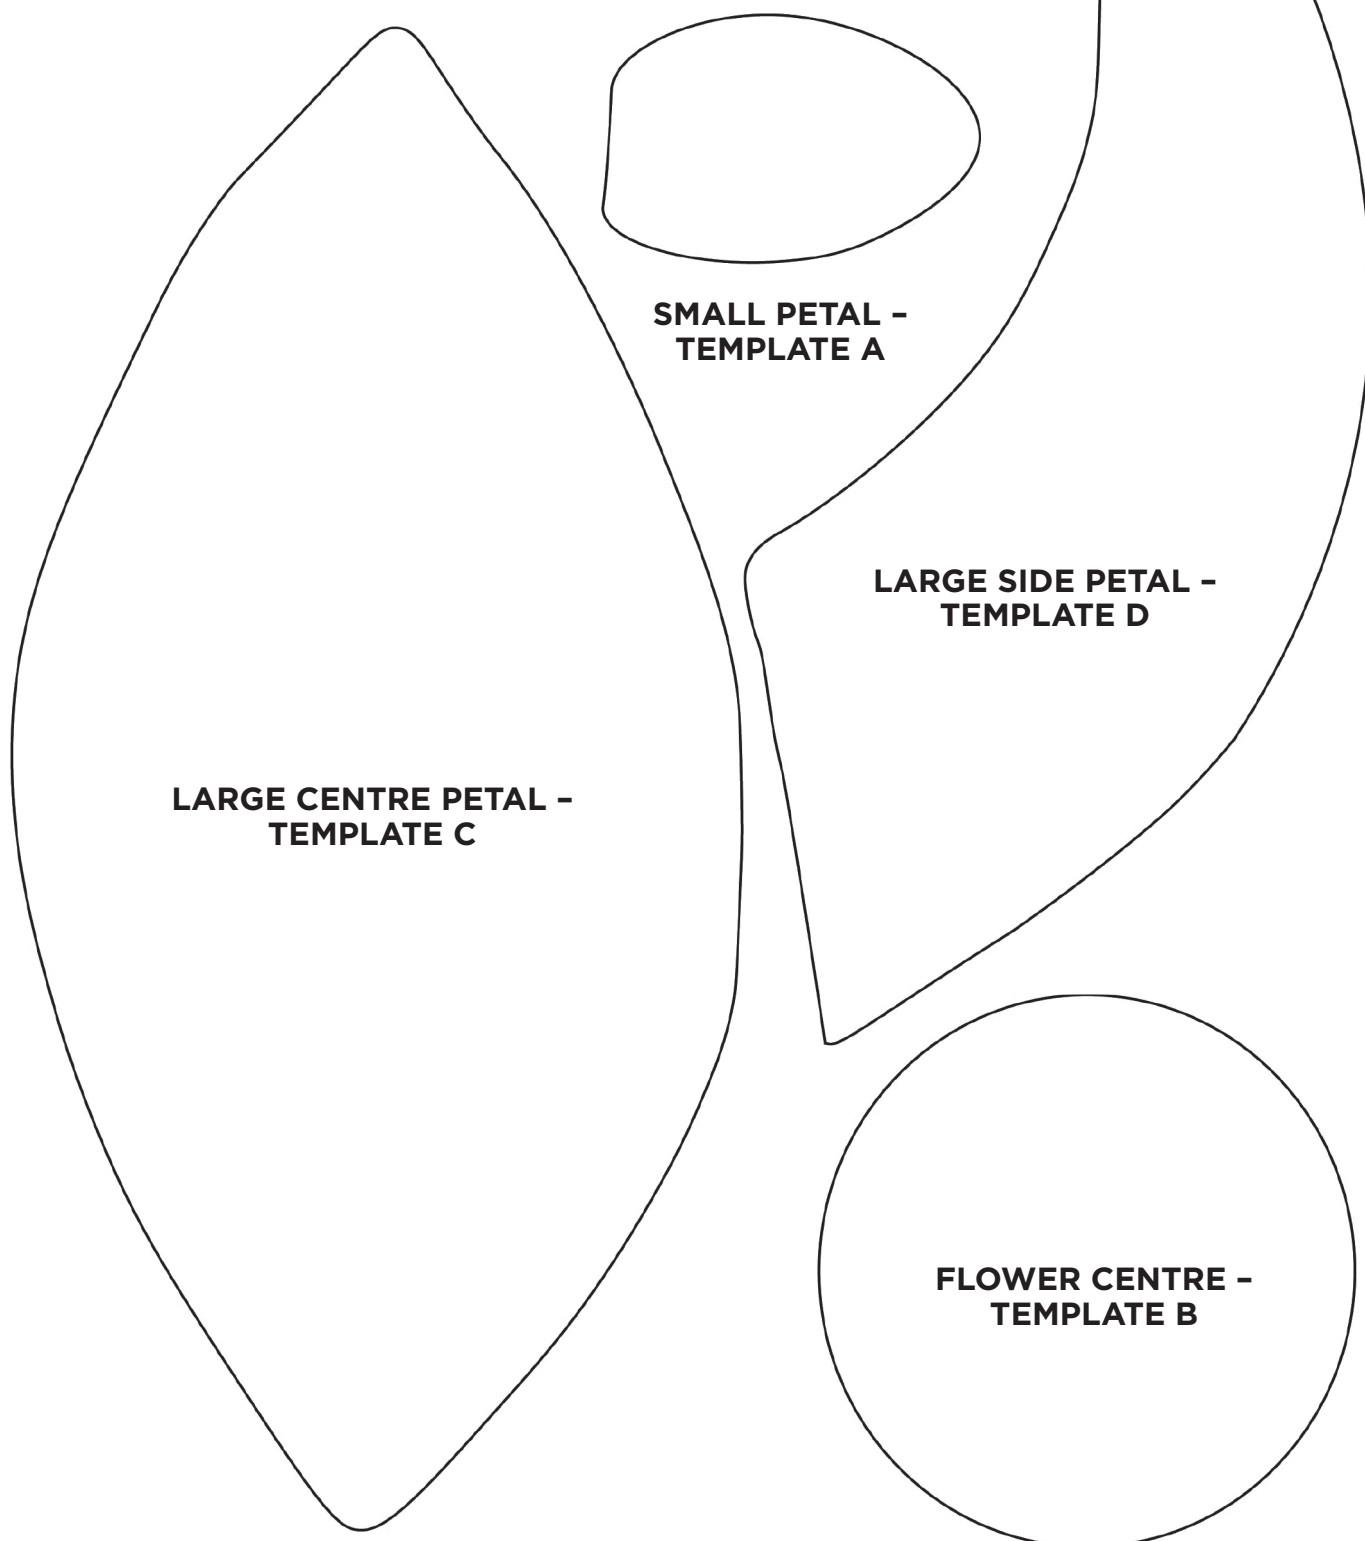 SMALL PETAL –
TEMPLATE A
LARGE SIDE PETAL –
TEMPLATE D
LARGE CENTRE PETAL –
TEMPLATE C
FLOWER CENTRE –
TEMPLATE B